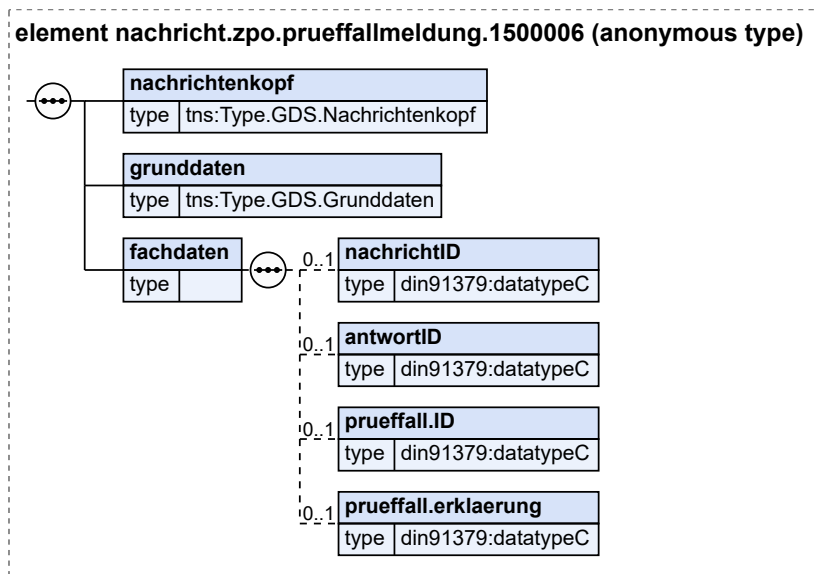 element nachricht.zpo.prueffallmeldung.1500006 (anonymous type)
nachrichtenkopf
type tns:Type.GDS.Nachrichtenkopf
grunddaten
type tns:Type.GDS.Grunddaten
fachdaten
type
0..1 nachrichtID
type din91379:datatypeC
0..1 antwortID
type din91379:datatypeC
0..1 prueffall.ID
type din91379:datatypeC
0..1 prueffall.erklaerung
type din91379:datatypeC